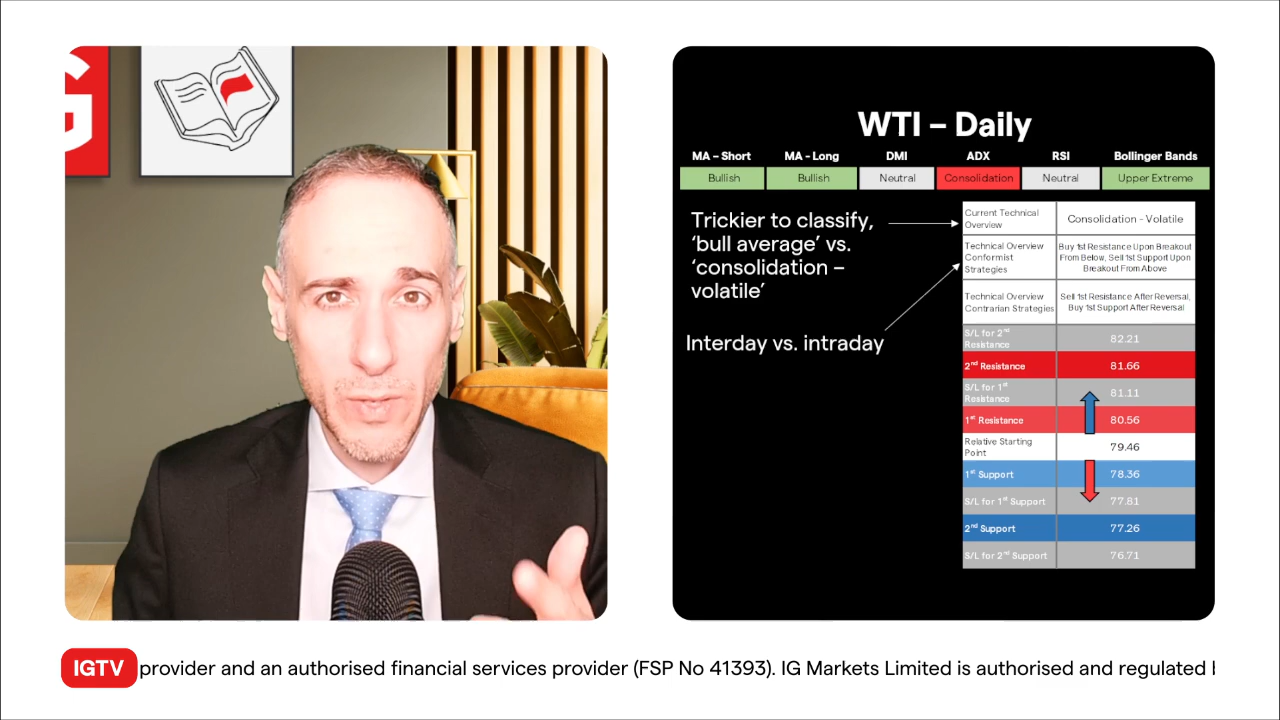 G
WTI – Daily
MA – Short MA - Long DMI ADX RSI Bollinger Bands
Bullish Bullish Neutral Consolidation Neutral Upper Extreme
Trickier to classify,
‘bull average’ vs.
‘consolidation –
volatile’
Interday vs. intraday
Current Technical
Overview
Consolidation - Volatile
Technical Overview
Conformist
Strategies
Buy 1st Resistance Upon Breakout
From Below, Sell 1st Support Upon
Breakout From Above
Technical Overview
Contrarian Strategies
Sell 1st Resistance After Reversal,
Buy 1st Support After Reversal
S/L for 2nd
Resistance
82.21
2nd Resistance 81.66
S/L for 1st
Resistance
81.11
1st Resistance 80.56
Relative Starting
Point
79.46
1st Support 78.36
S/L for 1st Support 77.81
2nd Support 77.26
S/L for 2nd Support 76.71
IGTV provider and an authorised financial services provider (FSP No 41393). IG Markets Limited is authorised and regulated